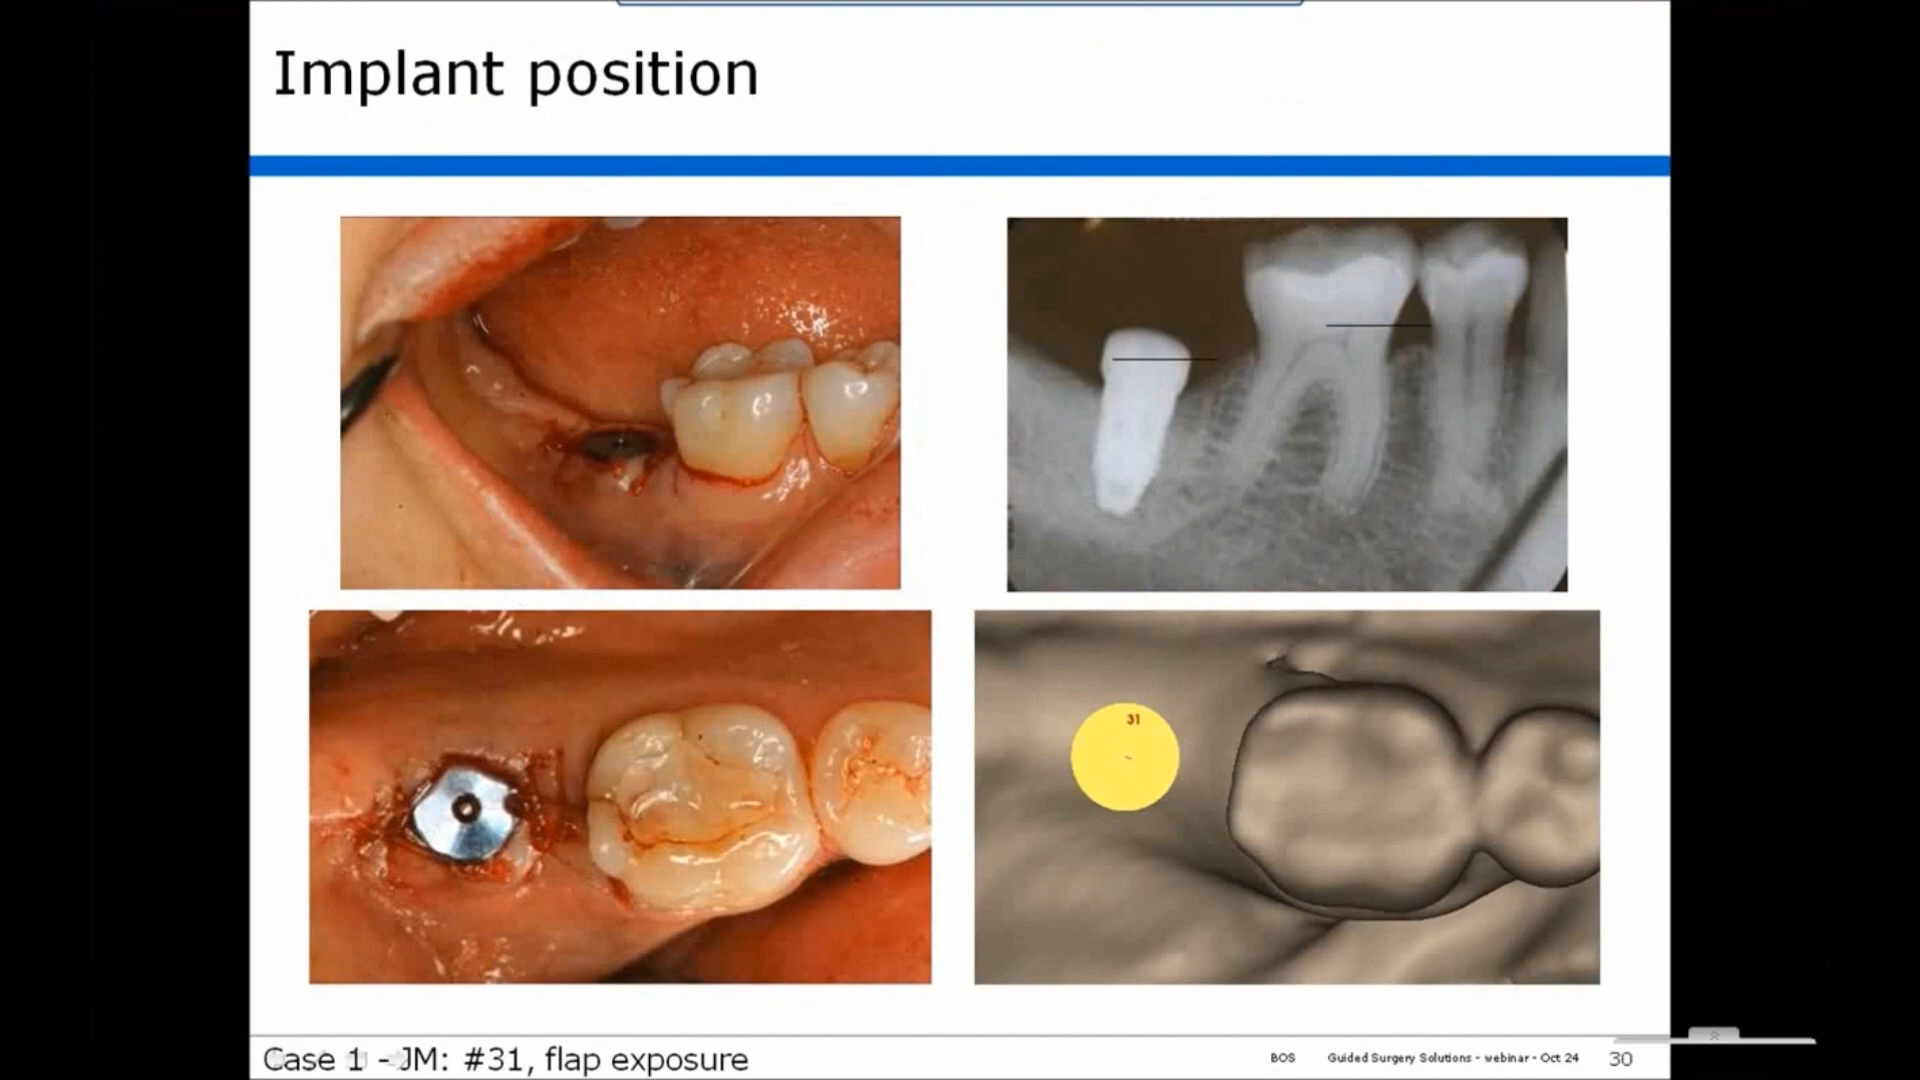 Implant position
31
Case 1 - JM: #31, flap exposure
BOS Guided Surgery Solutions - webinar - Oct 24 30